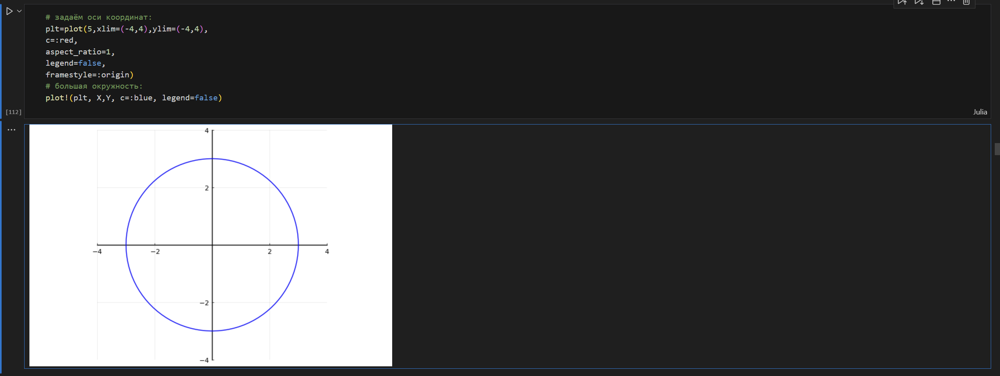 # задаём оси координат:
plt=plot(5,xlim=(-4,4),ylim=(-4,4),
c=:red,
aspect_ratio=1,
legend=false,
framestyle=:origin)
# большая окружность:
plot!(plt, X,Y, c=:blue, legend=false)
[112]
Julia
4
2
−4
−2
2
4
−2
−4